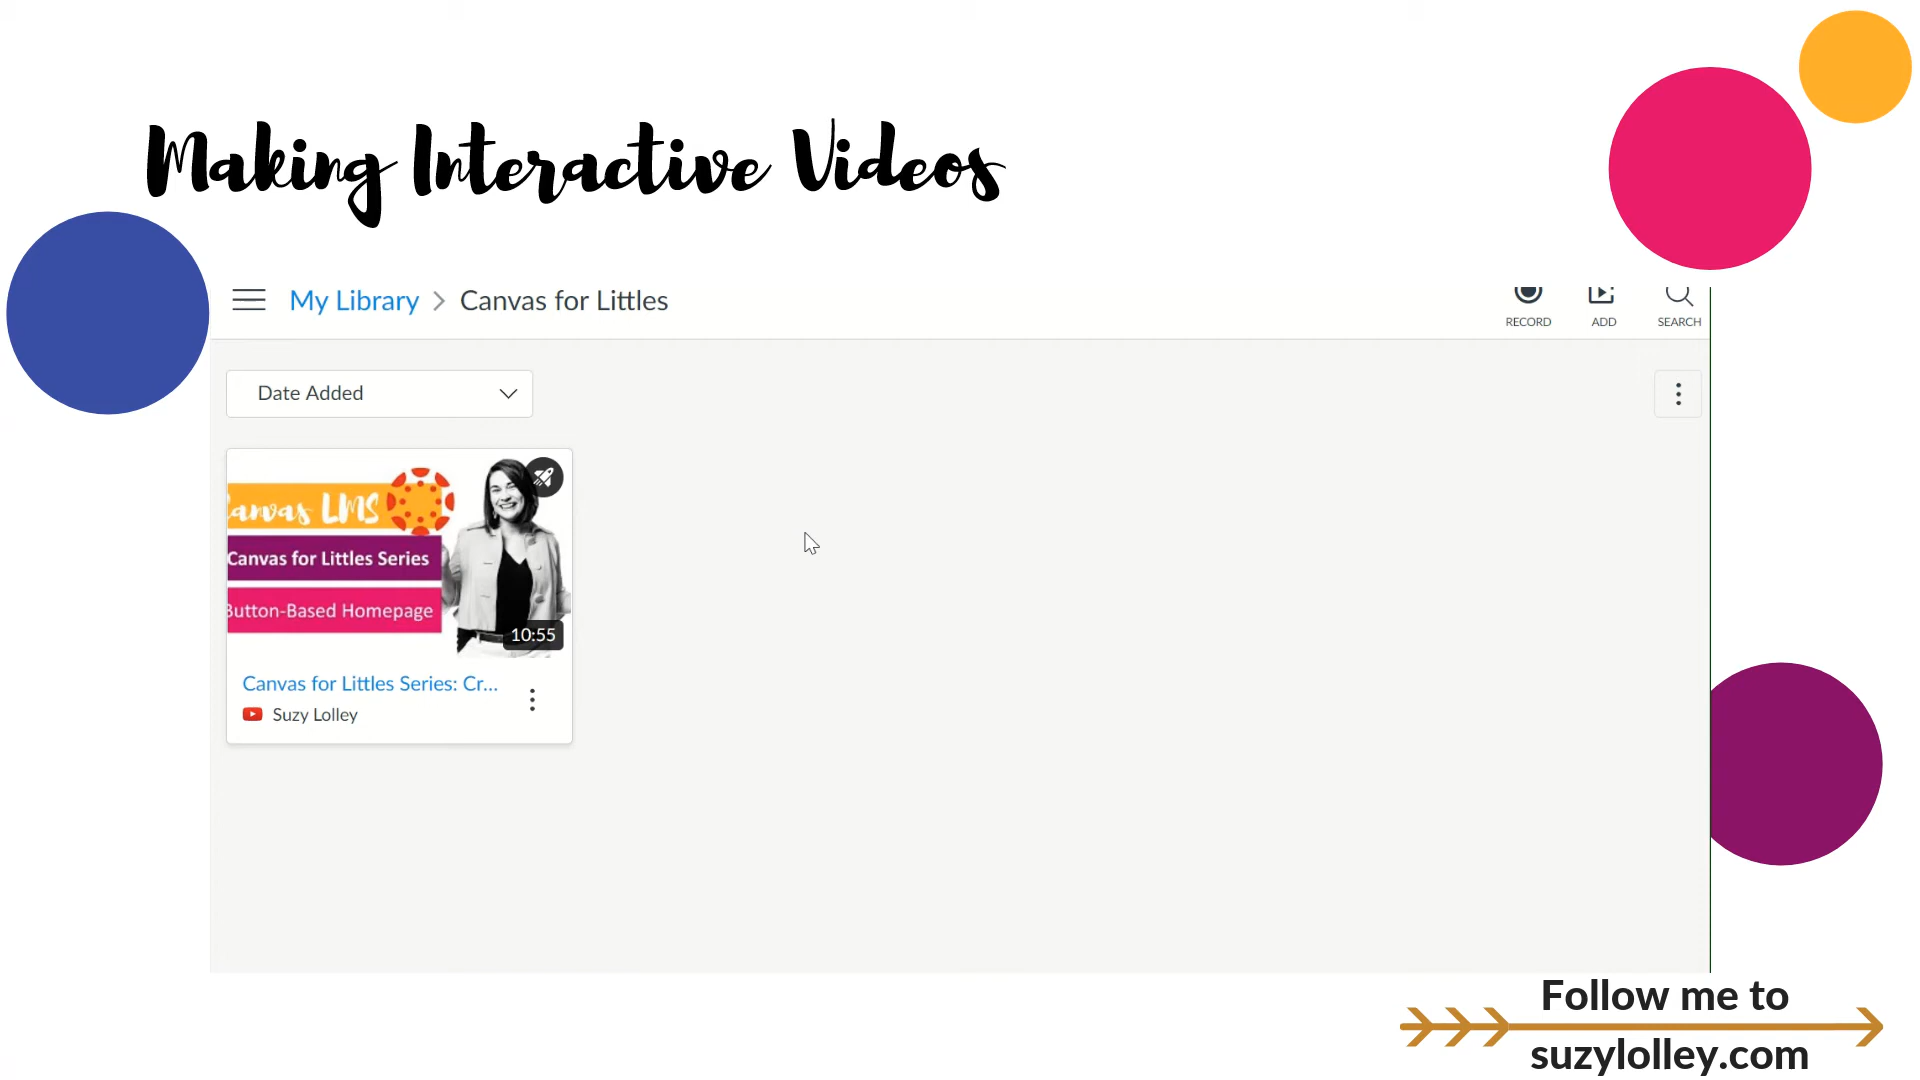 Making Interactive Videos
My Library > Canvas for Littles
RECORD
ADD
SEARCH
Date Added
anvas LMS
Canvas for Littles Series
Button-Based Homepage
10:55
Canvas for Littles Series: Cr...
Suzy Lolley
Follow me to
suzylolley.com